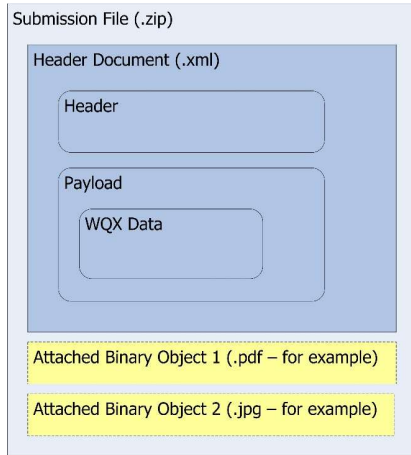 Submission File (.zip)
Header Document (.xml)
Header
Payload
WQX Data
Attached Binary Object 1 (.pdf – for example)
Attached Binary Object 2 (.jpg – for example)